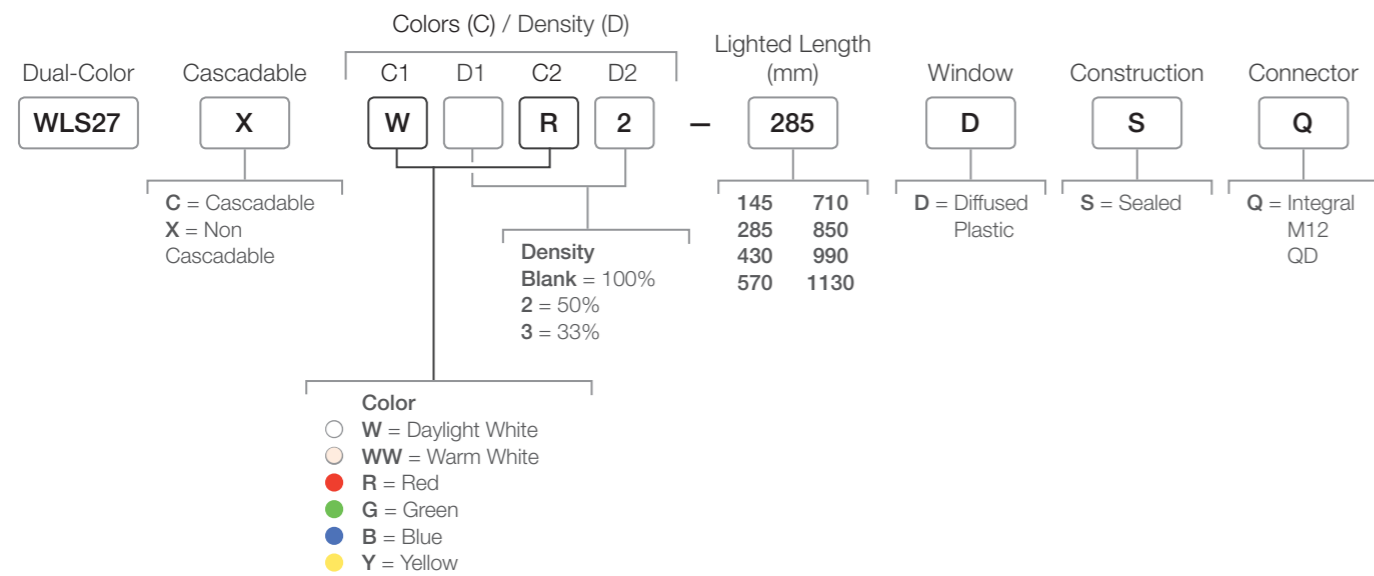 Colors (C) / Density (D)
Lighted Length
(mm)
Dual-Color Cascadable C1 D1 C2 D2 Window Construction Connector
WLS27 X W R 2 – 285 D S Q
C = Cascadable
X = Non
Cascadable
Density
Blank = 100%
2 = 50%
3 = 33%
145 710
285 850
430 990
570 1130
D = Diffused
Plastic
S = Sealed
Q = Integral
M12
QD
Color
W = Daylight White
WW = Warm White
R = Red
G = Green
B = Blue
Y = Yellow